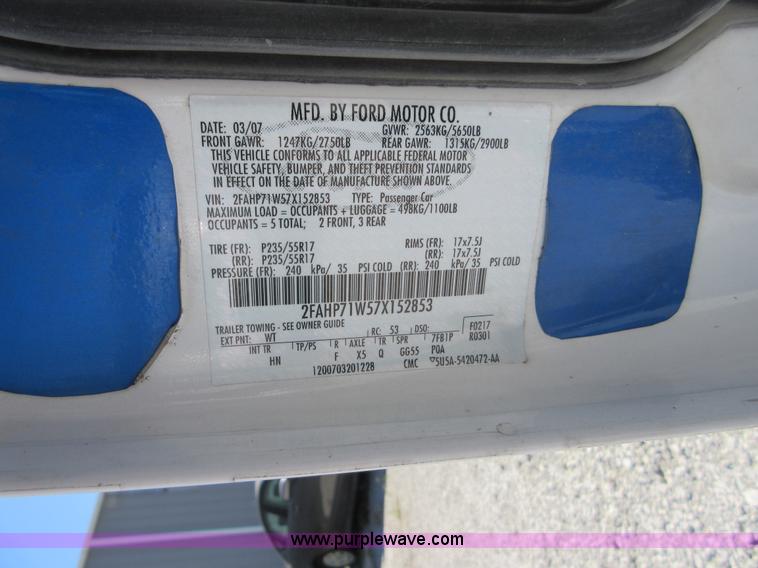 MFD. BY FORD MOTOR CO.
DATE: 03/07 GVWR: 2563KG/5650LB
FRONT GAWR: 1247KG/2750LB REAR GAWR: 1315KG/2900LB
THIS VEHICLE CONFORMS TO ALL APPLICABLE FEDERAL MOTOR
VEHICLE SAFETY, BUMPER, AND THEFT PREVENTION STANDARDS
IN EFFECT ON THE DATE OF MANUFACTURE SHOWN ABOVE.
VIN: 2FAHP71W57X152853 TYPE: Passenger Car
MAXIMUM LOAD = OCCUPANTS + LUGGAGE = 498KG/1100LB
OCCUPANTS = 5 TOTAL; 2 FRONT, 3 REAR
TIRE (FR): P235/55R17 RIMS (FR): 17x7.5J
(RR): P235/55R17 (RR): 17x7.5J
PRESSURE (FR): 240 kPa/ 35 PSI COLD (RR): 240 kPa/ 35 PSI COLD
2FAHP71W57X152853
TRAILER TOWING - SEE OWNER GUIDE
EXT PNT: WT RC: 53 DSO: F0217
INT TR TP/PS R AXLE TR SPR 7FB1P R0301
HN F X5 Q GG55 POA
1200703201228 CMC 5U5A-5420472-AA
www.purplewave.com